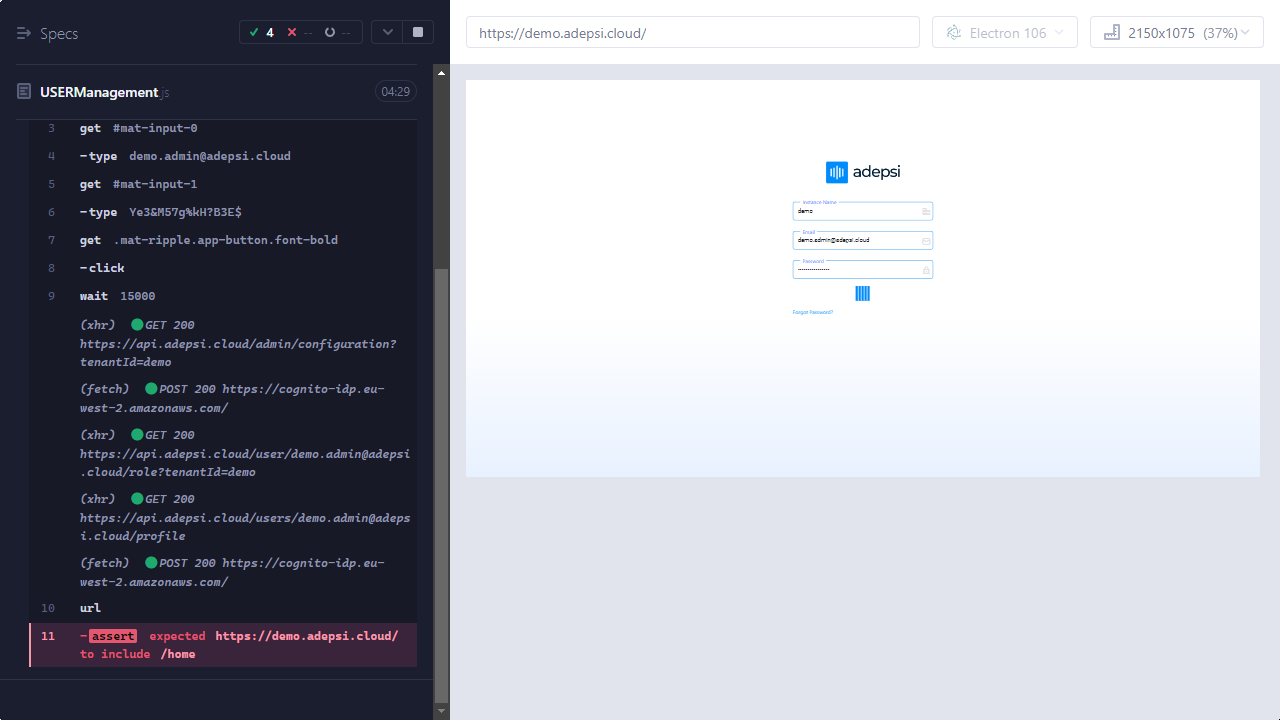 Specs
4
--
--
https://demo.adepsi.cloud/
Electron 106
2150x1075 (37%)
USERManagement.js
04:29
3 get #mat-input-0
4 -type demo.admin@adepsi.cloud
5 get #mat-input-1
6 -type Ye3&M57g%kH?B3E$
7 get .mat-ripple.app-button.font-bold
8 -click
9 wait 15000
(xhr) GET 200
https://api.adepsi.cloud/admin/configuration?
tenantId=demo
(fetch) POST 200 https://cognito-idp.eu-
west-2.amazonaws.com/
(xhr) GET 200
https://api.adepsi.cloud/user/demo.admin@adepsi
.cloud/role?tenantId=demo
(xhr) GET 200
https://api.adepsi.cloud/users/demo.admin@adeps
i.cloud/profile
(fetch) POST 200 https://cognito-idp.eu-
west-2.amazonaws.com/
10 url
11 -assert expected https://demo.adepsi.cloud/
to include /home
adepsi
Instance Name
demo
Email
demo.admin@adepsi.cloud
Password
Forgot Password?